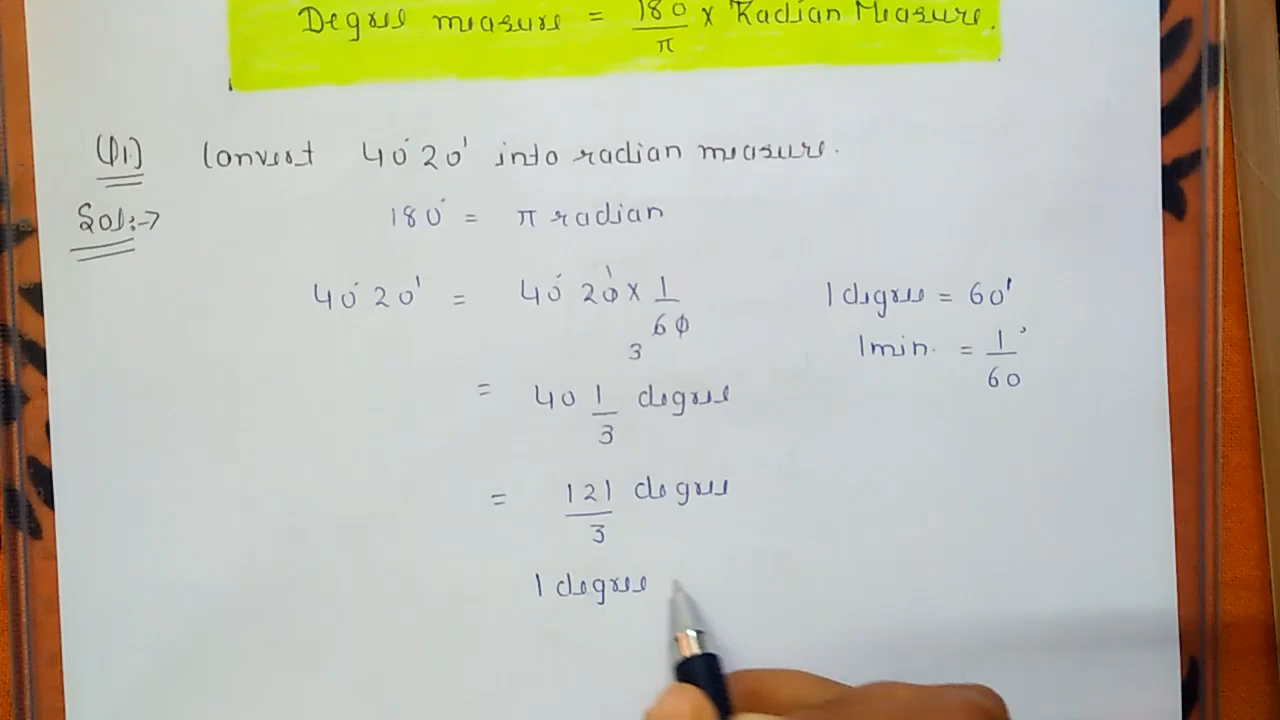 Degree measure = 180/π × Radian Measure.
(Q1) Convert 40° 20' into radian measure.
Sol:→ 180° = π radian
40° 20' = 40° 20 × 1/60 1 3
1 degree = 60'
1 min. = 1°/60
= 40 1/3 degree
= 121/3 degree
1 degree